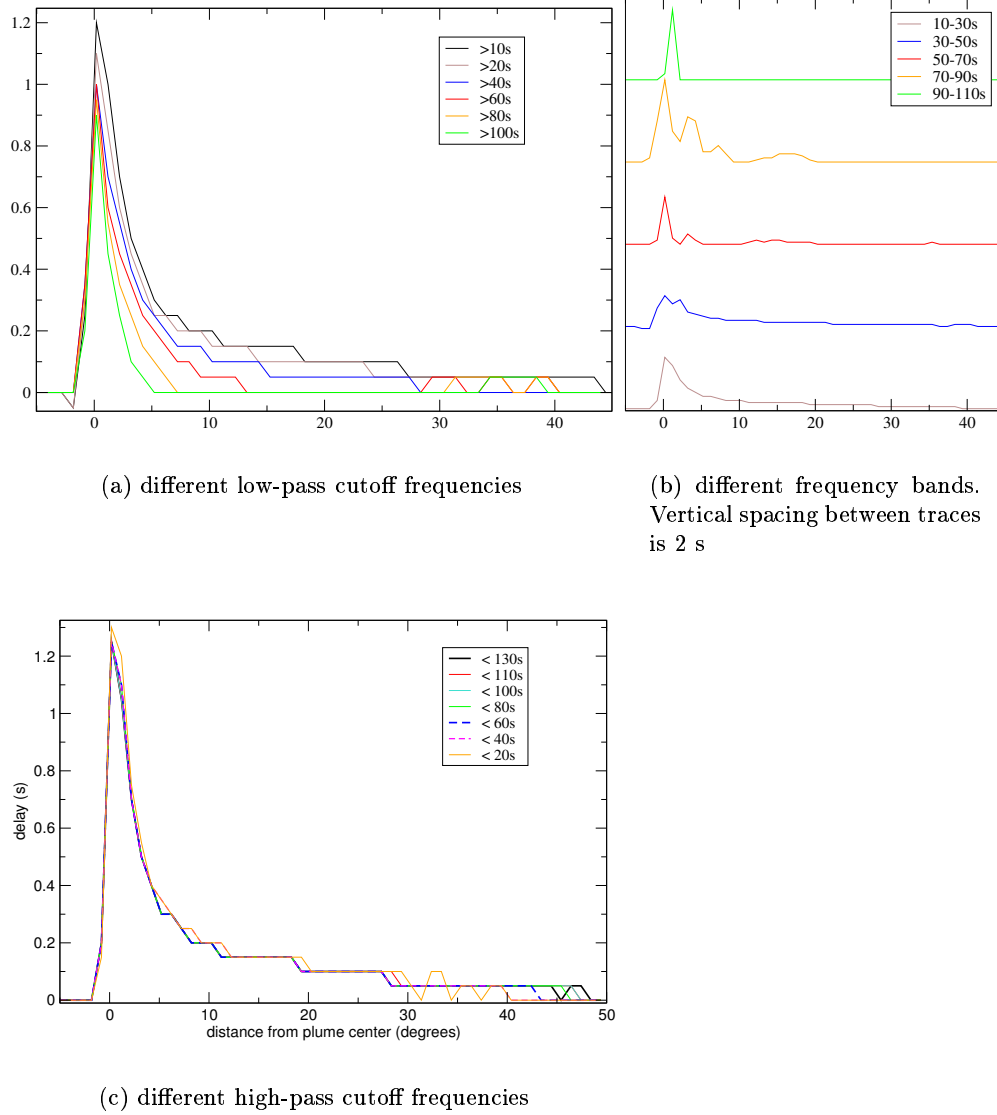 1.2
1
0.8
0.6
0.4
0.2
0
0 10 20 30 40
>10s
>20s
>40s
>60s
>80s
>100s
(a) different low-pass cutoff frequencies
10-30s
30-50s
50-70s
70-90s
90-110s
0 10 20 30 40
(b) different frequency bands.
Vertical spacing between traces
is 2 s
1.2
1
0.8
0.6
0.4
0.2
0
delay (s)
0 10 20 30 40 50
distance from plume center (degrees)
< 130s
< 110s
< 100s
< 80s
< 60s
< 40s
< 20s
(c) different high-pass cutoff frequencies